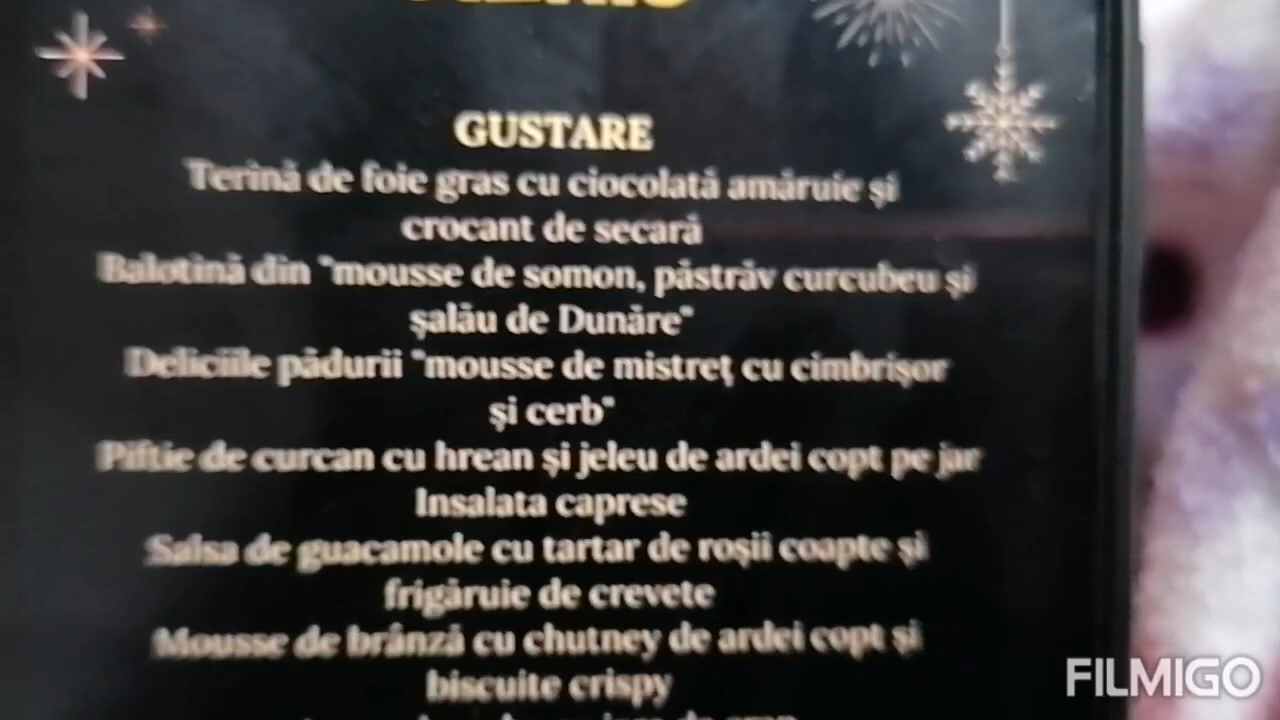 GUSTARE
Terină de foie gras cu ciocolată amăruie și
crocant de secară
Balotină din "mousse de somon, păstrăv curcubeu și
șalău de Dunăre"
Deliciile pădurii "mousse de mistreț cu cimbrișor
și cerb"
Piftie de curcan cu hrean și jeleu de ardei copt pe jar
Insalata caprese
Salsa de guacamole cu tartar de roșii coapte și
frigăruie de crevete
Mousse de brânză cu chutney de ardei copt și
biscuite crispy
FILMIGO